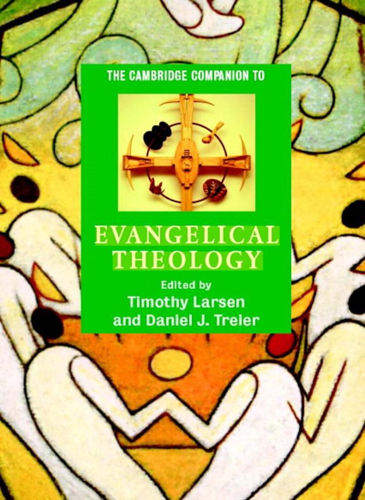 THE CAMBRIDGE COMPANION TO
EVANGELICAL
THEOLOGY
Edited by
Timothy Larsen
and Daniel J. Treier